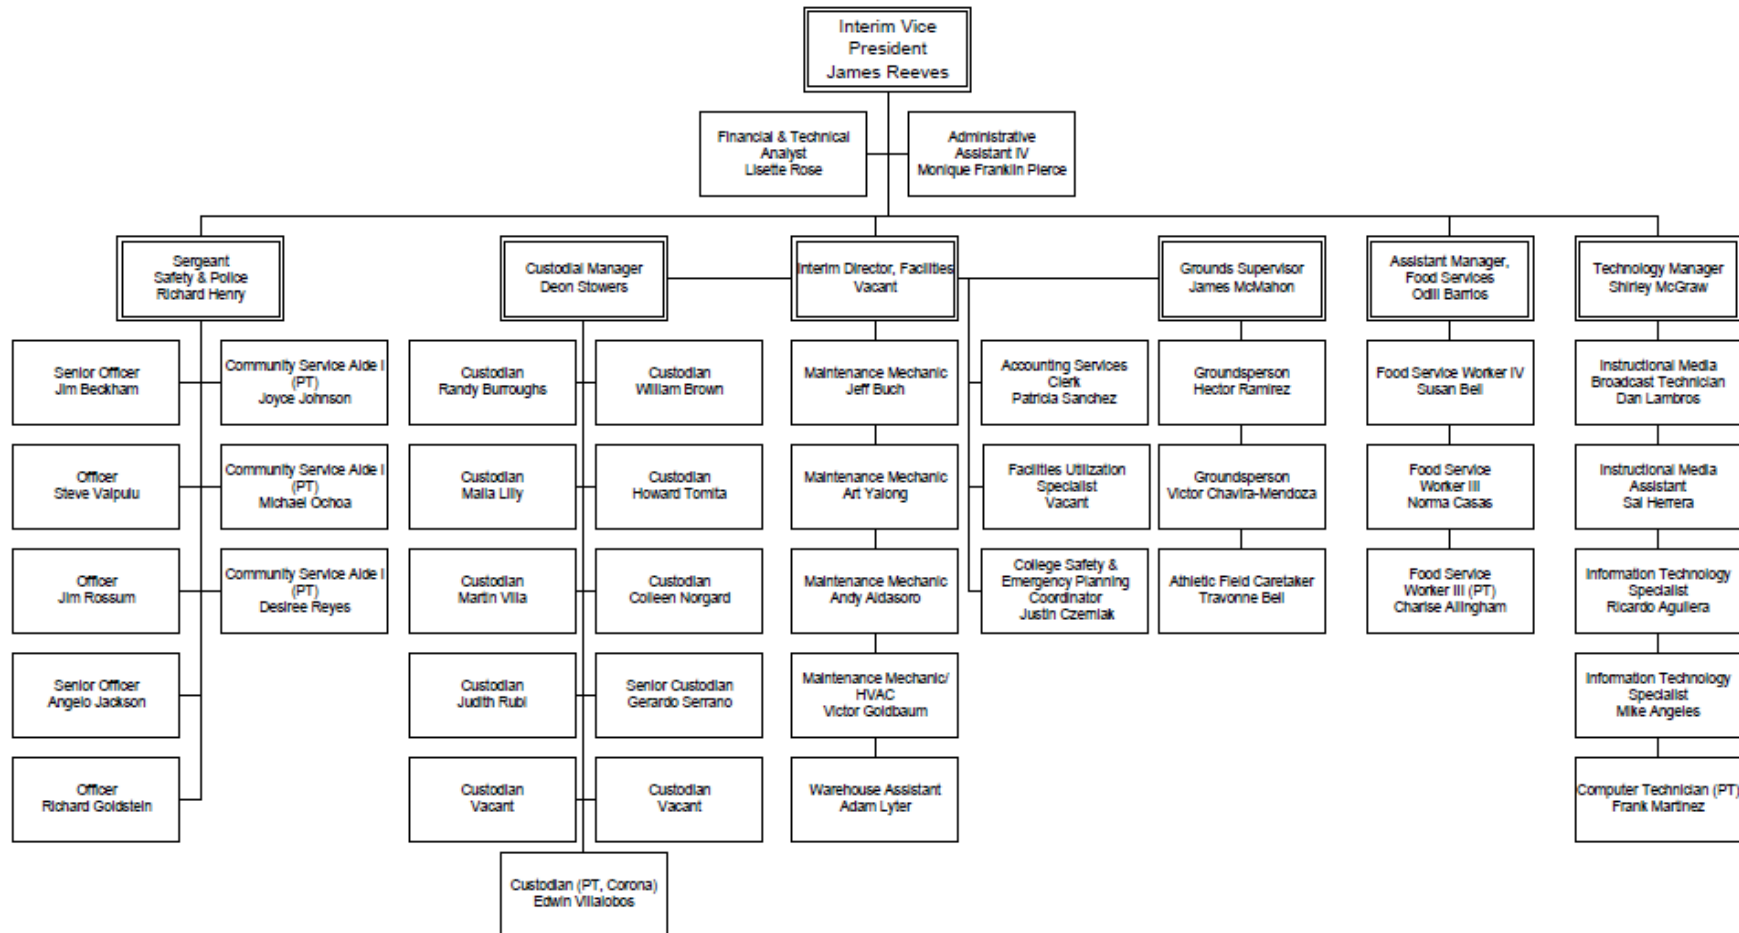 Interim Vice
President
James Reeves
Financial & Technical
Analyst
Lisette Rose
Administrative
Assistant IV
Monique Franklin Pierce
Sergeant
Safety & Police
Richard Henry
Custodial Manager
Deon Stowers
Interim Director, Facilities
Vacant
Grounds Supervisor
James McMahon
Assistant Manager,
Food Services
Odili Barrios
Technology Manager
Shirley McGraw
Senior Officer
Jim Beckham
Community Service Aide I
(PT)
Joyce Johnson
Custodian
Randy Burroughs
Custodian
William Brown
Maintenance Mechanic
Jeff Buch
Accounting Services
Clerk
Patricia Sanchez
Groundsperson
Hector Ramirez
Food Service Worker IV
Susan Bell
Instructional Media
Broadcast Technician
Dan Lambros
Officer
Steve Valpulu
Community Service Aide I
(PT)
Michael Ochoa
Custodian
Malia Lilly
Custodian
Howard Tomita
Maintenance Mechanic
Art Yalong
Facilities Utilization
Specialist
Vacant
Groundsperson
Victor Chavira-Mendoza
Food Service
Worker III
Norma Casas
Instructional Media
Assistant
Sal Herrera
Officer
Jim Rossum
Community Service Aide I
(PT)
Desiree Reyes
Custodian
Martin Villa
Custodian
Colleen Norgard
Maintenance Mechanic
Andy Aldasoro
College Safety &
Emergency Planning
Coordinator
Justin Czerniak
Athletic Field Caretaker
Travonne Bell
Food Service
Worker III (PT)
Charise Allingham
Information Technology
Specialist
Ricardo Aguilera
Senior Officer
Angelo Jackson
Custodian
Judith Rubi
Senior Custodian
Gerardo Serrano
Maintenance Mechanic/
HVAC
Victor Goldbaum
Information Technology
Specialist
Mike Angeles
Officer
Richard Goldstein
Custodian
Vacant
Custodian
Vacant
Warehouse Assistant
Adam Lyter
Computer Technician (PT)
Frank Martinez
Custodian (PT, Corona)
Edwin Villalobos